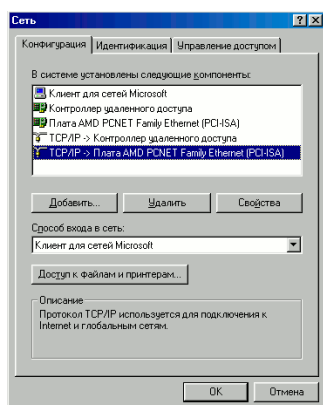 Сеть
Конфигурация Идентификация Управление доступом
В системе установлены следующие компоненты:
Клиент для сетей Microsoft
Контроллер удаленного доступа
Плата AMD PCNET Family Ethernet (PCI-ISA)
TCP/IP -> Контроллер удаленного доступа
TCP/IP -> Плата AMD PCNET Family Ethernet (PCI-ISA)
Добавить... Удалить Свойства
Способ входа в сеть:
Клиент для сетей Microsoft
Доступ к файлам и принтерам...
Описание
Протокол TCP/IP используется для подключения к
Internet и глобальным сетям.
OK Отмена